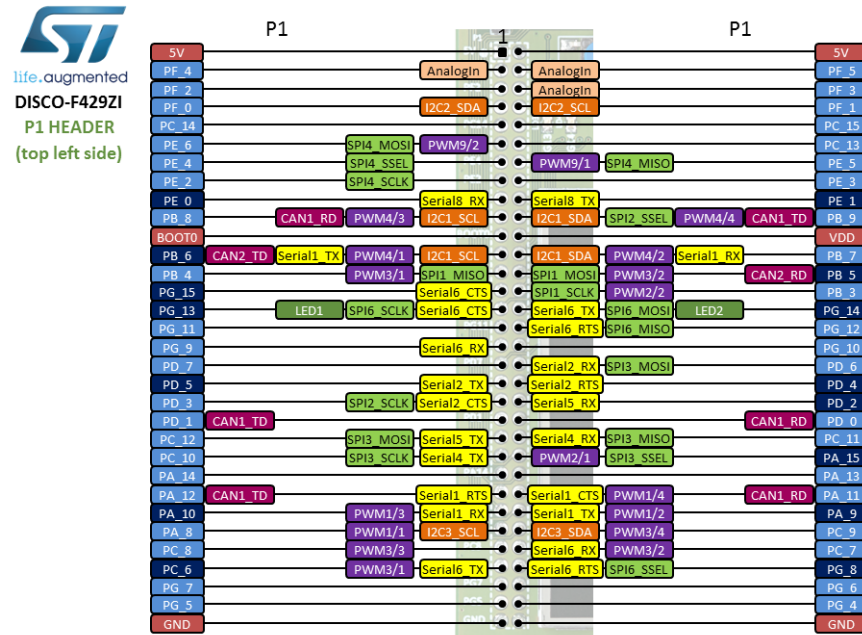 P1 1 P1
life.augmented
DISCO-F429ZI
P1 HEADER
(top left side)
5V 5V
PF_4 AnalogIn AnalogIn PF_5
PF_2 AnalogIn PF_3
PF_0 I2C2_SDA I2C2_SCL PF_1
PC_14 PC_15
PE_6 SPI4_MOSI PWM9/2 PC_13
PE_4 SPI4_SSEL PWM9/1 SPI4_MISO PE_5
PE_2 SPI4_SCLK PE_3
PE_0 Serial8_RX Serial8_TX PE_1
PB_8 CAN1_RD PWM4/3 I2C1_SCL I2C1_SDA SPI2_SSEL PWM4/4 CAN1_TD PB_9
BOOT0 VDD
PB_6 CAN2_TD Serial1_TX PWM4/1 I2C1_SCL I2C1_SDA PWM4/2 Serial1_RX PB_7
PB_4 PWM3/1 SPI1_MISO SPI1_MOSI PWM3/2 CAN2_RD PB_5
PG_15 Serial6_CTS SPI1_SCLK PWM2/2 PB_3
PG_13 LED1 SPI6_SCLK Serial6_CTS Serial6_TX SPI6_MOSI LED2 PG_14
PG_11 Serial6_RTS SPI6_MISO PG_12
PG_9 Serial6_RX PG_10
PD_7 Serial2_RX SPI3_MOSI PD_6
PD_5 Serial2_TX Serial2_RTS PD_4
PD_3 SPI2_SCLK Serial2_CTS Serial5_RX PD_2
PD_1 CAN1_TD CAN1_RD PD_0
PC_12 SPI3_MOSI Serial5_TX Serial4_RX SPI3_MISO PC_11
PC_10 SPI3_SCLK Serial4_TX PWM2/1 SPI3_SSEL PA_15
PA_14 PA_13
PA_12 CAN1_TD Serial1_RTS Serial1_CTS PWM1/4 CAN1_RD PA_11
PA_10 PWM1/3 Serial1_RX Serial1_TX PWM1/2 PA_9
PA_8 PWM1/1 I2C3_SCL I2C3_SDA PWM3/4 PC_9
PC_8 PWM3/3 Serial6_RX PWM3/2 PC_7
PC_6 PWM3/1 Serial6_TX Serial6_RTS SPI6_SSEL PG_8
PG_7 PG_6
PG_5 PG_4
GND GND